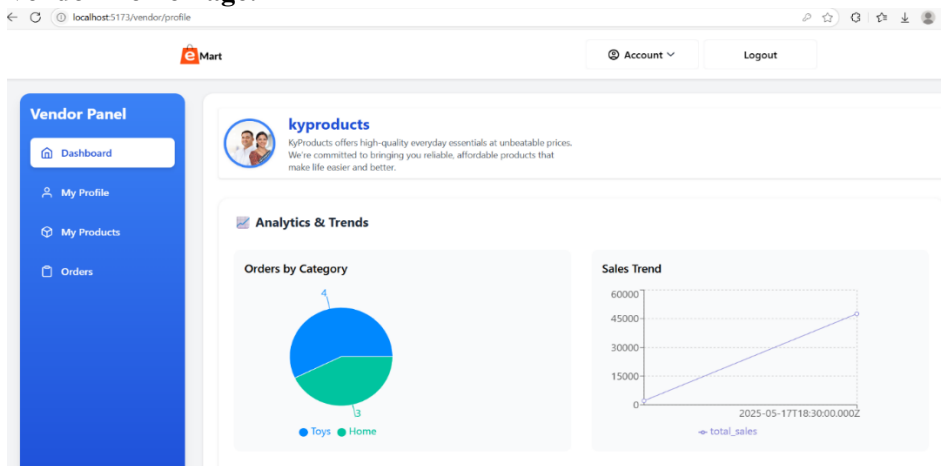 localhost:5173/vendor/profile
e Mart
Account
Logout
Vendor Panel
Dashboard
My Profile
My Products
Orders
kyproducts
KyProducts offers high-quality everyday essentials at unbeatable prices.
We're committed to bringing you reliable, affordable products that
make life easier and better.
Analytics & Trends
Orders by Category
4
3
Toys Home
Sales Trend
60000
45000
30000
15000
0
2025-05-17T18:30:00.000Z
total_sales